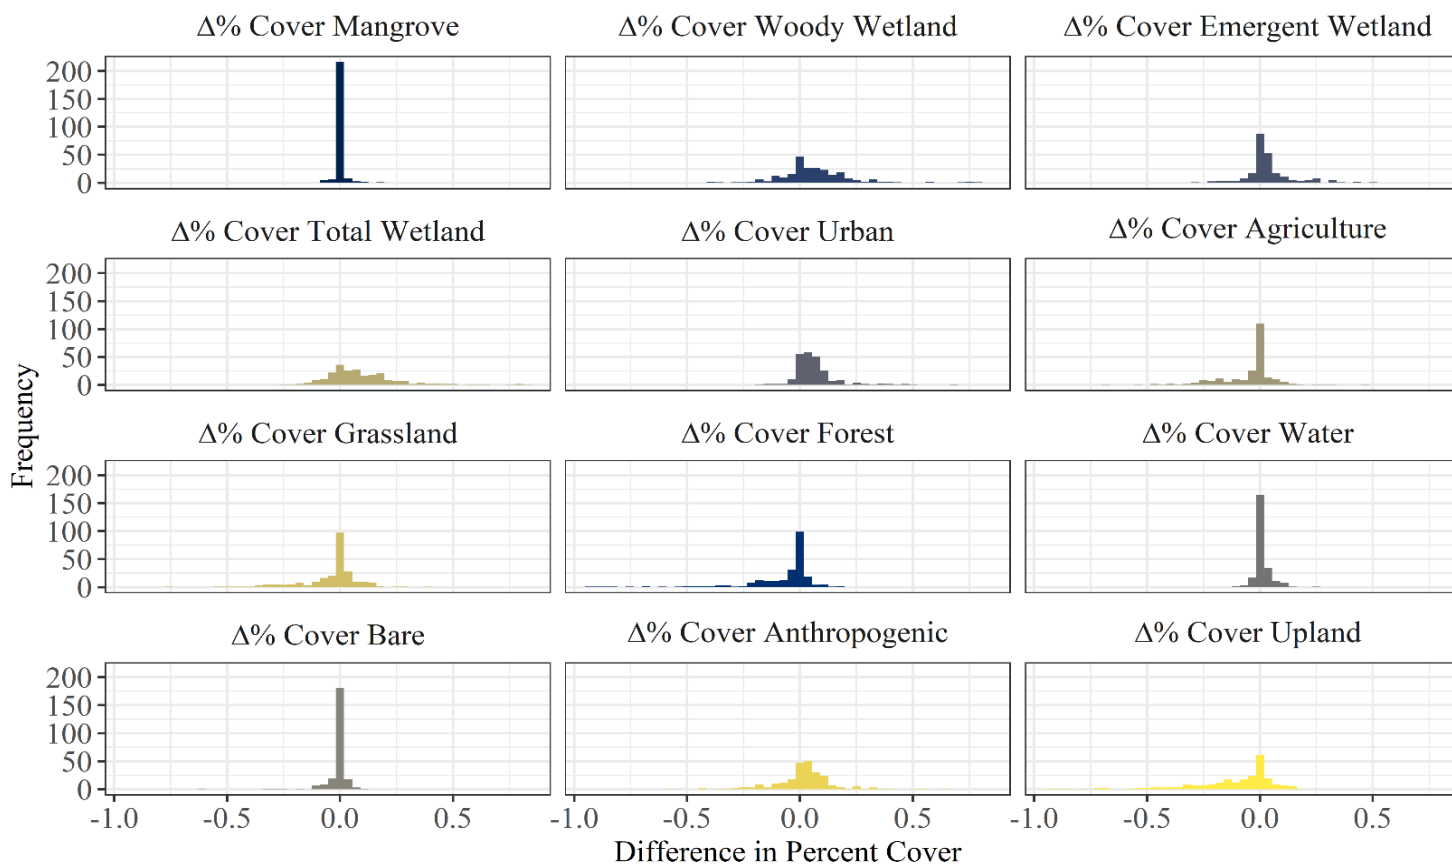 Δ% Cover Mangrove
Δ% Cover Woody Wetland
Δ% Cover Emergent Wetland
200
150
100
50
0
Δ% Cover Total Wetland
Δ% Cover Urban
Δ% Cover Agriculture
200
150
100
50
0
Frequency
Δ% Cover Grassland
Δ% Cover Forest
Δ% Cover Water
200
150
100
50
0
Δ% Cover Bare
Δ% Cover Anthropogenic
Δ% Cover Upland
200
150
100
50
0
-1.0 -0.5 0.0 0.5 -1.0 -0.5 0.0 0.5 -1.0 -0.5 0.0 0.5
Difference in Percent Cover